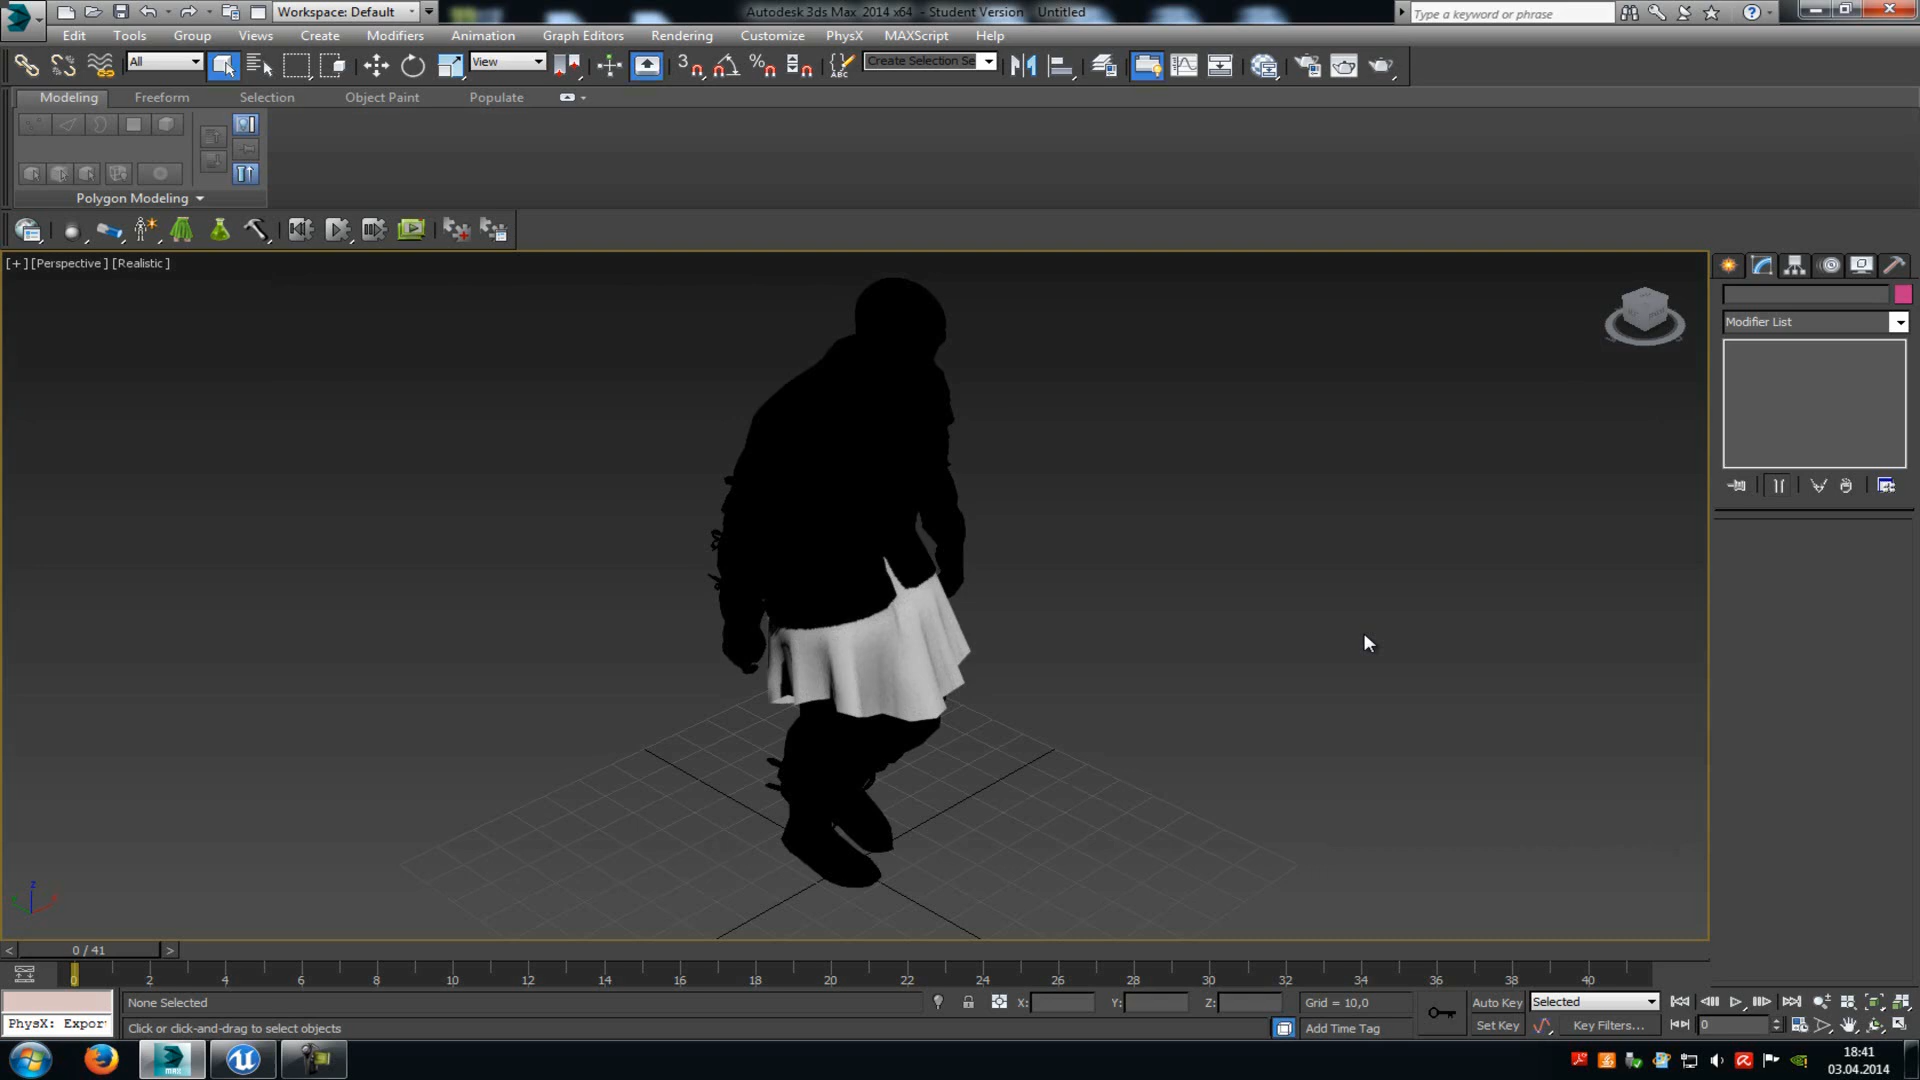 Workspace: Default
Autodesk 3ds Max 2014 x64 - Student Version Untitled
Type a keyword or phrase
Edit Tools Group Views Create Modifiers Animation Graph Editors Rendering Customize PhysX MAXScript Help
All
View
3
Create Selection Se
Modeling Freeform Selection Object Paint Populate
Polygon Modeling
[+] [Perspective] [Realistic]
Modifier List
z
< 0 / 41 >
0 2 4 6 8 10 12 14 16 18 20 22 24 26 28 30 32 34 36 38 40
None Selected X: Y: Z: Grid = 10,0 Auto Key Selected
PhysX: Expor
Click or click-and-drag to select objects Add Time Tag Set Key Key Filters... 0
MAX
18:41
03.04.2014